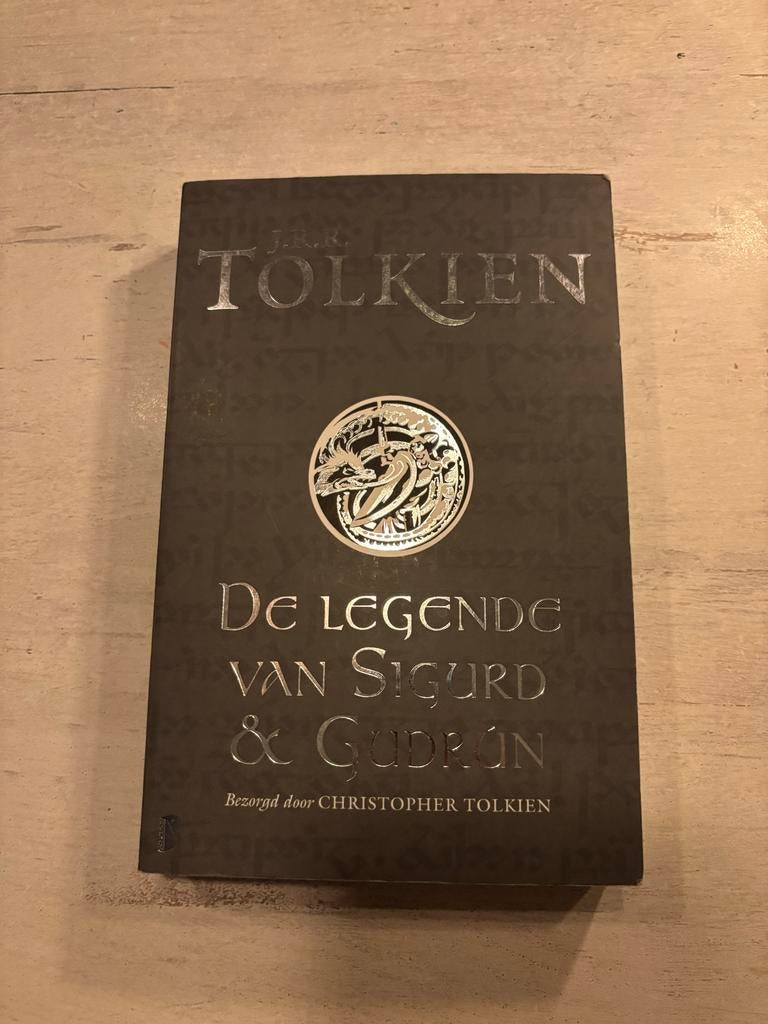 J.R.R.
TOLKIEN
DE LEGENDE
VAN SIGURD
& GUDRÚN
Bezorgd door CHRISTOPHER TOLKIEN